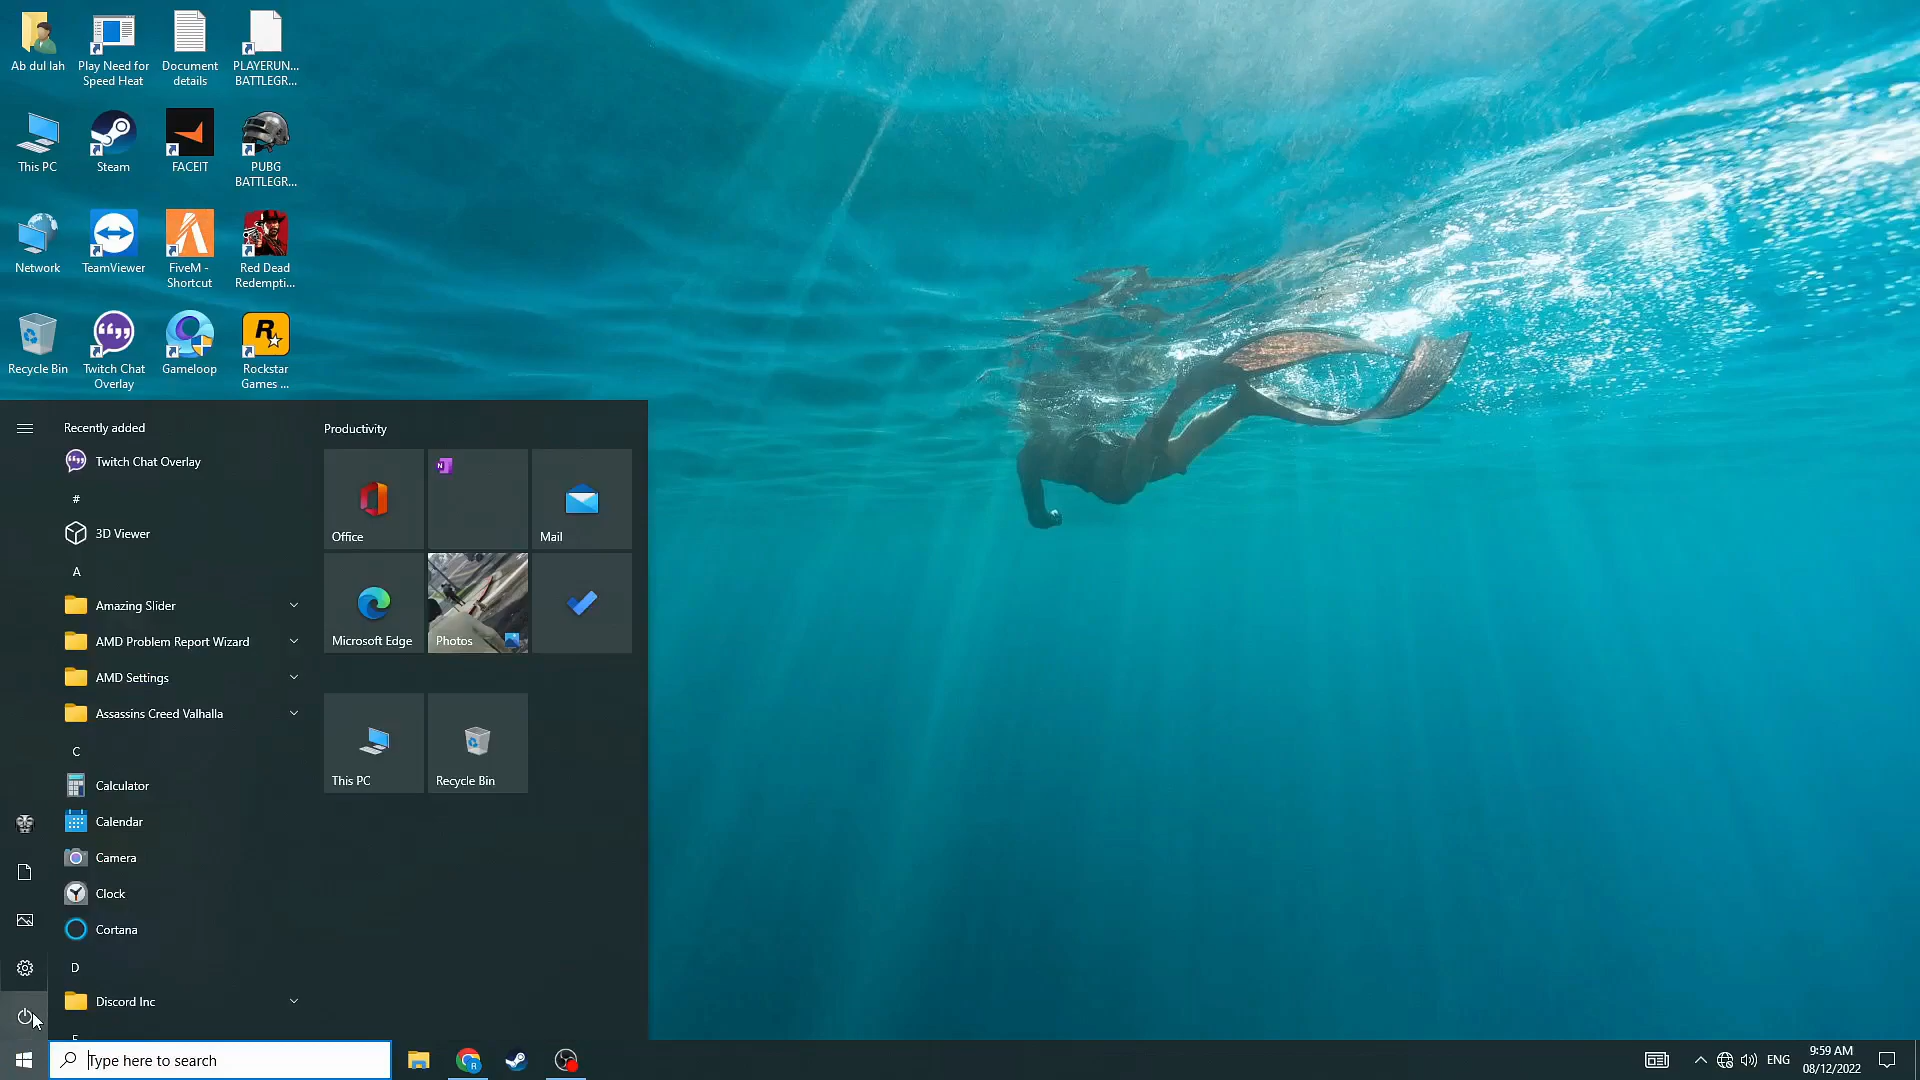 Ab dul lah
Play Need for
Speed Heat
Document
details
PLAYERUN...
BATTLEGR...
This PC
Steam
FACEIT
PUBG
BATTLEGR...
Network
TeamViewer
FiveM -
Shortcut
Red Dead
Redempti...
Recycle Bin
Twitch Chat
Overlay
Gameloop
R
Rockstar
Games ...
Recently added
Twitch Chat Overlay
#
3D Viewer
A
Amazing Slider
AMD Problem Report Wizard
AMD Settings
Assassins Creed Valhalla
C
Calculator
Calendar
Camera
Clock
Cortana
D
Discord Inc
Productivity
Office
N
Mail
Microsoft Edge
Photos
This PC
Recycle Bin
Type here to search
R
ENG
9:59 AM
08/12/2022